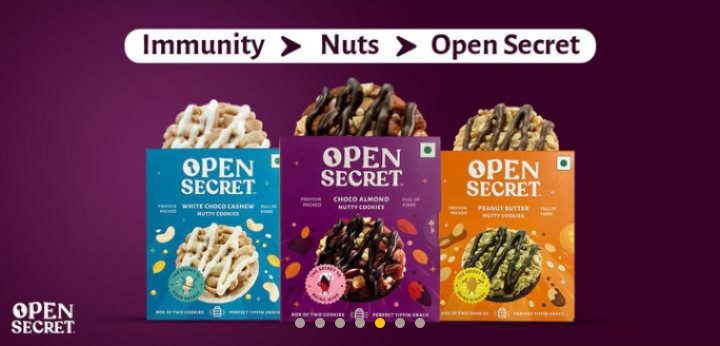 Immunity > Nuts > Open Secret
OPEN
SECRET
PROTEIN
PACKED
WHITE CHOCO CASHEW
NUTTY COOKIES
FULL OF
FIBRE
BOX OF TWO COOKIES
PERFECT TIFFIN SNACK
OPEN
SECRET
PROTEIN
PACKED
CHOCO ALMOND
NUTTY COOKIES
FULL OF
FIBRE
BOX OF TWO COOKIES
PERFECT TIFFIN SNACK
OPEN
SECRET
PROTEIN
PACKED
PEANUT BUTTER
NUTTY COOKIES
FULL OF
FIBRE
BOX OF TWO COOKIES
PERFECT TIFFIN SNACK
OPEN
SECRET